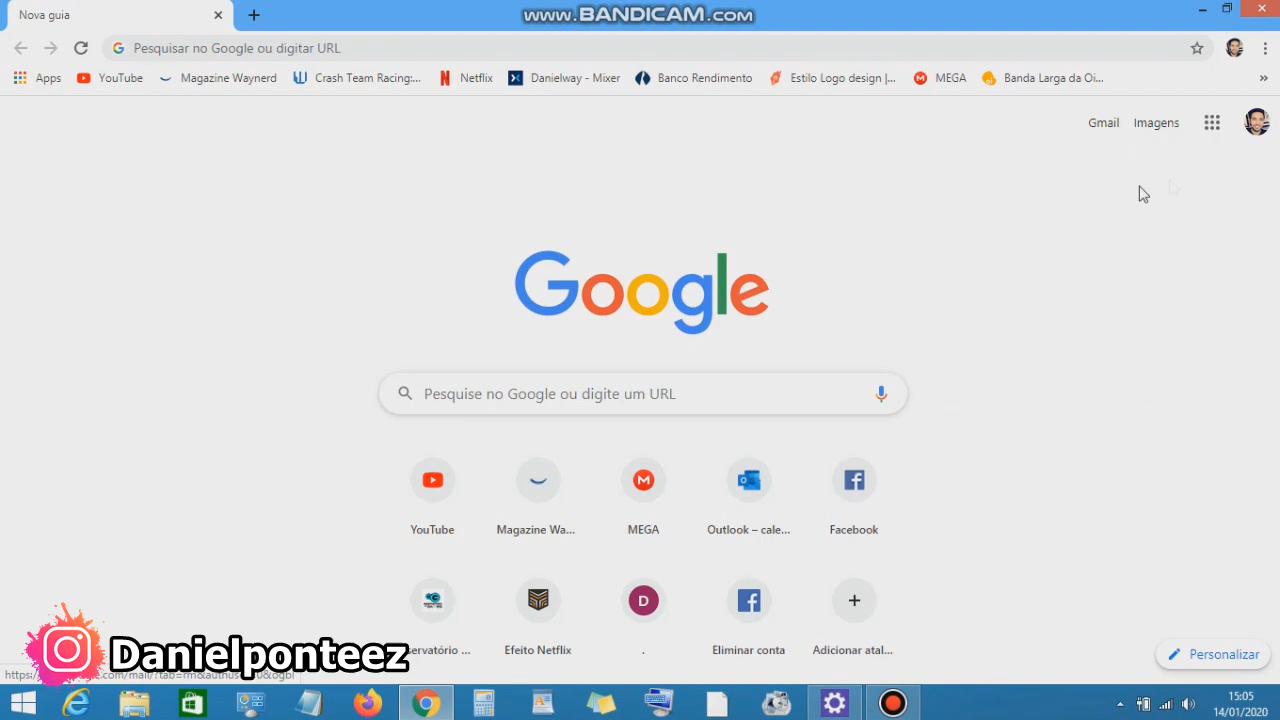 Nova guia
www.BANDICAM.com
Pesquisar no Google ou digitar URL
Apps
YouTube
Magazine Waynerd
Crash Team Racing:...
Netflix
Danielway - Mixer
Banco Rendimento
Estilo Logo design |...
MEGA
Banda Larga da Oi...
Gmail
Imagens
Google
Pesquise no Google ou digite um URL
YouTube
Magazine Wa...
MEGA
Outlook – cale...
Facebook
D
servatório ...
Efeito Netflix
.
Eliminar conta
Adicionar atal...
Personalizar
Danielponteez
15:05
14/01/2020